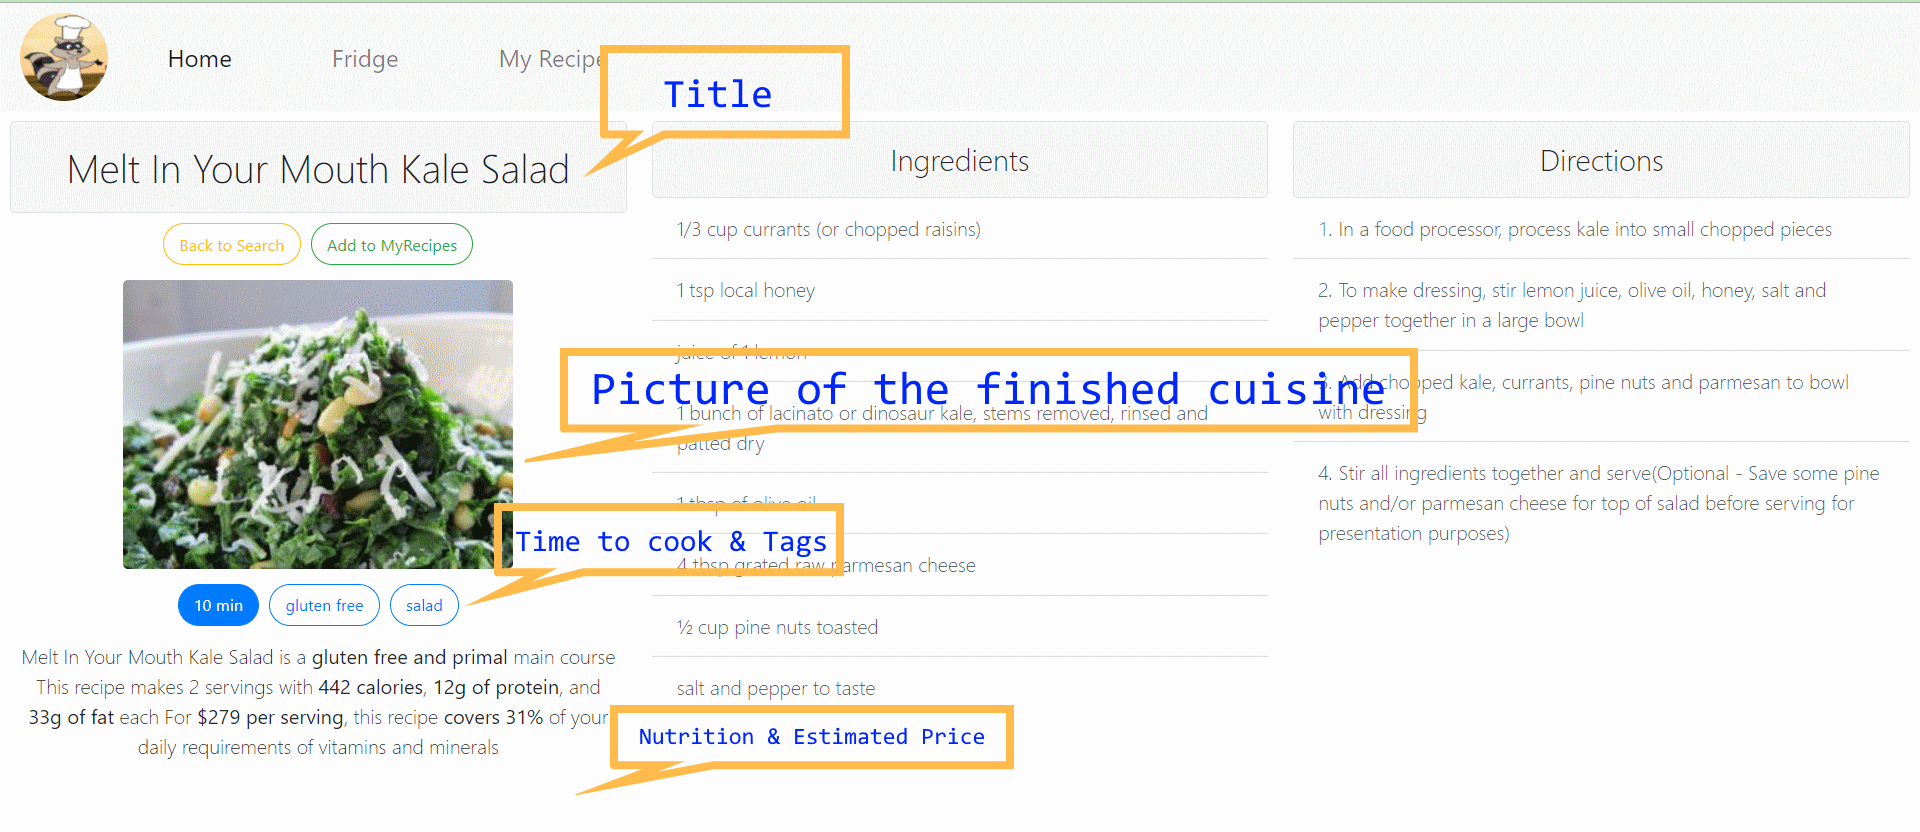 Home
Fridge
My Recipe
Title
Melt In Your Mouth Kale Salad
Back to Search
Add to MyRecipes
Picture of the finished cuisine
Time to cook & Tags
10 min
gluten free
salad
Melt In Your Mouth Kale Salad is a gluten free and primal main course
This recipe makes 2 servings with 442 calories, 12g of protein, and
33g of fat each For $279 per serving, this recipe covers 31% of your
daily requirements of vitamins and minerals
Nutrition & Estimated Price
Ingredients
1/3 cup currants (or chopped raisins)
1 tsp local honey
juice of 1 lemon
1 bunch of lacinato or dinosaur kale, stems removed, rinsed and
patted dry
1 tbsp of olive oil
4 tbsp grated raw parmesan cheese
½ cup pine nuts toasted
salt and pepper to taste
Directions
1. In a food processor, process kale into small chopped pieces
2. To make dressing, stir lemon juice, olive oil, honey, salt and
pepper together in a large bowl
3. Add chopped kale, currants, pine nuts and parmesan to bowl
with dressing
4. Stir all ingredients together and serve(Optional - Save some pine
nuts and/or parmesan cheese for top of salad before serving for
presentation purposes)